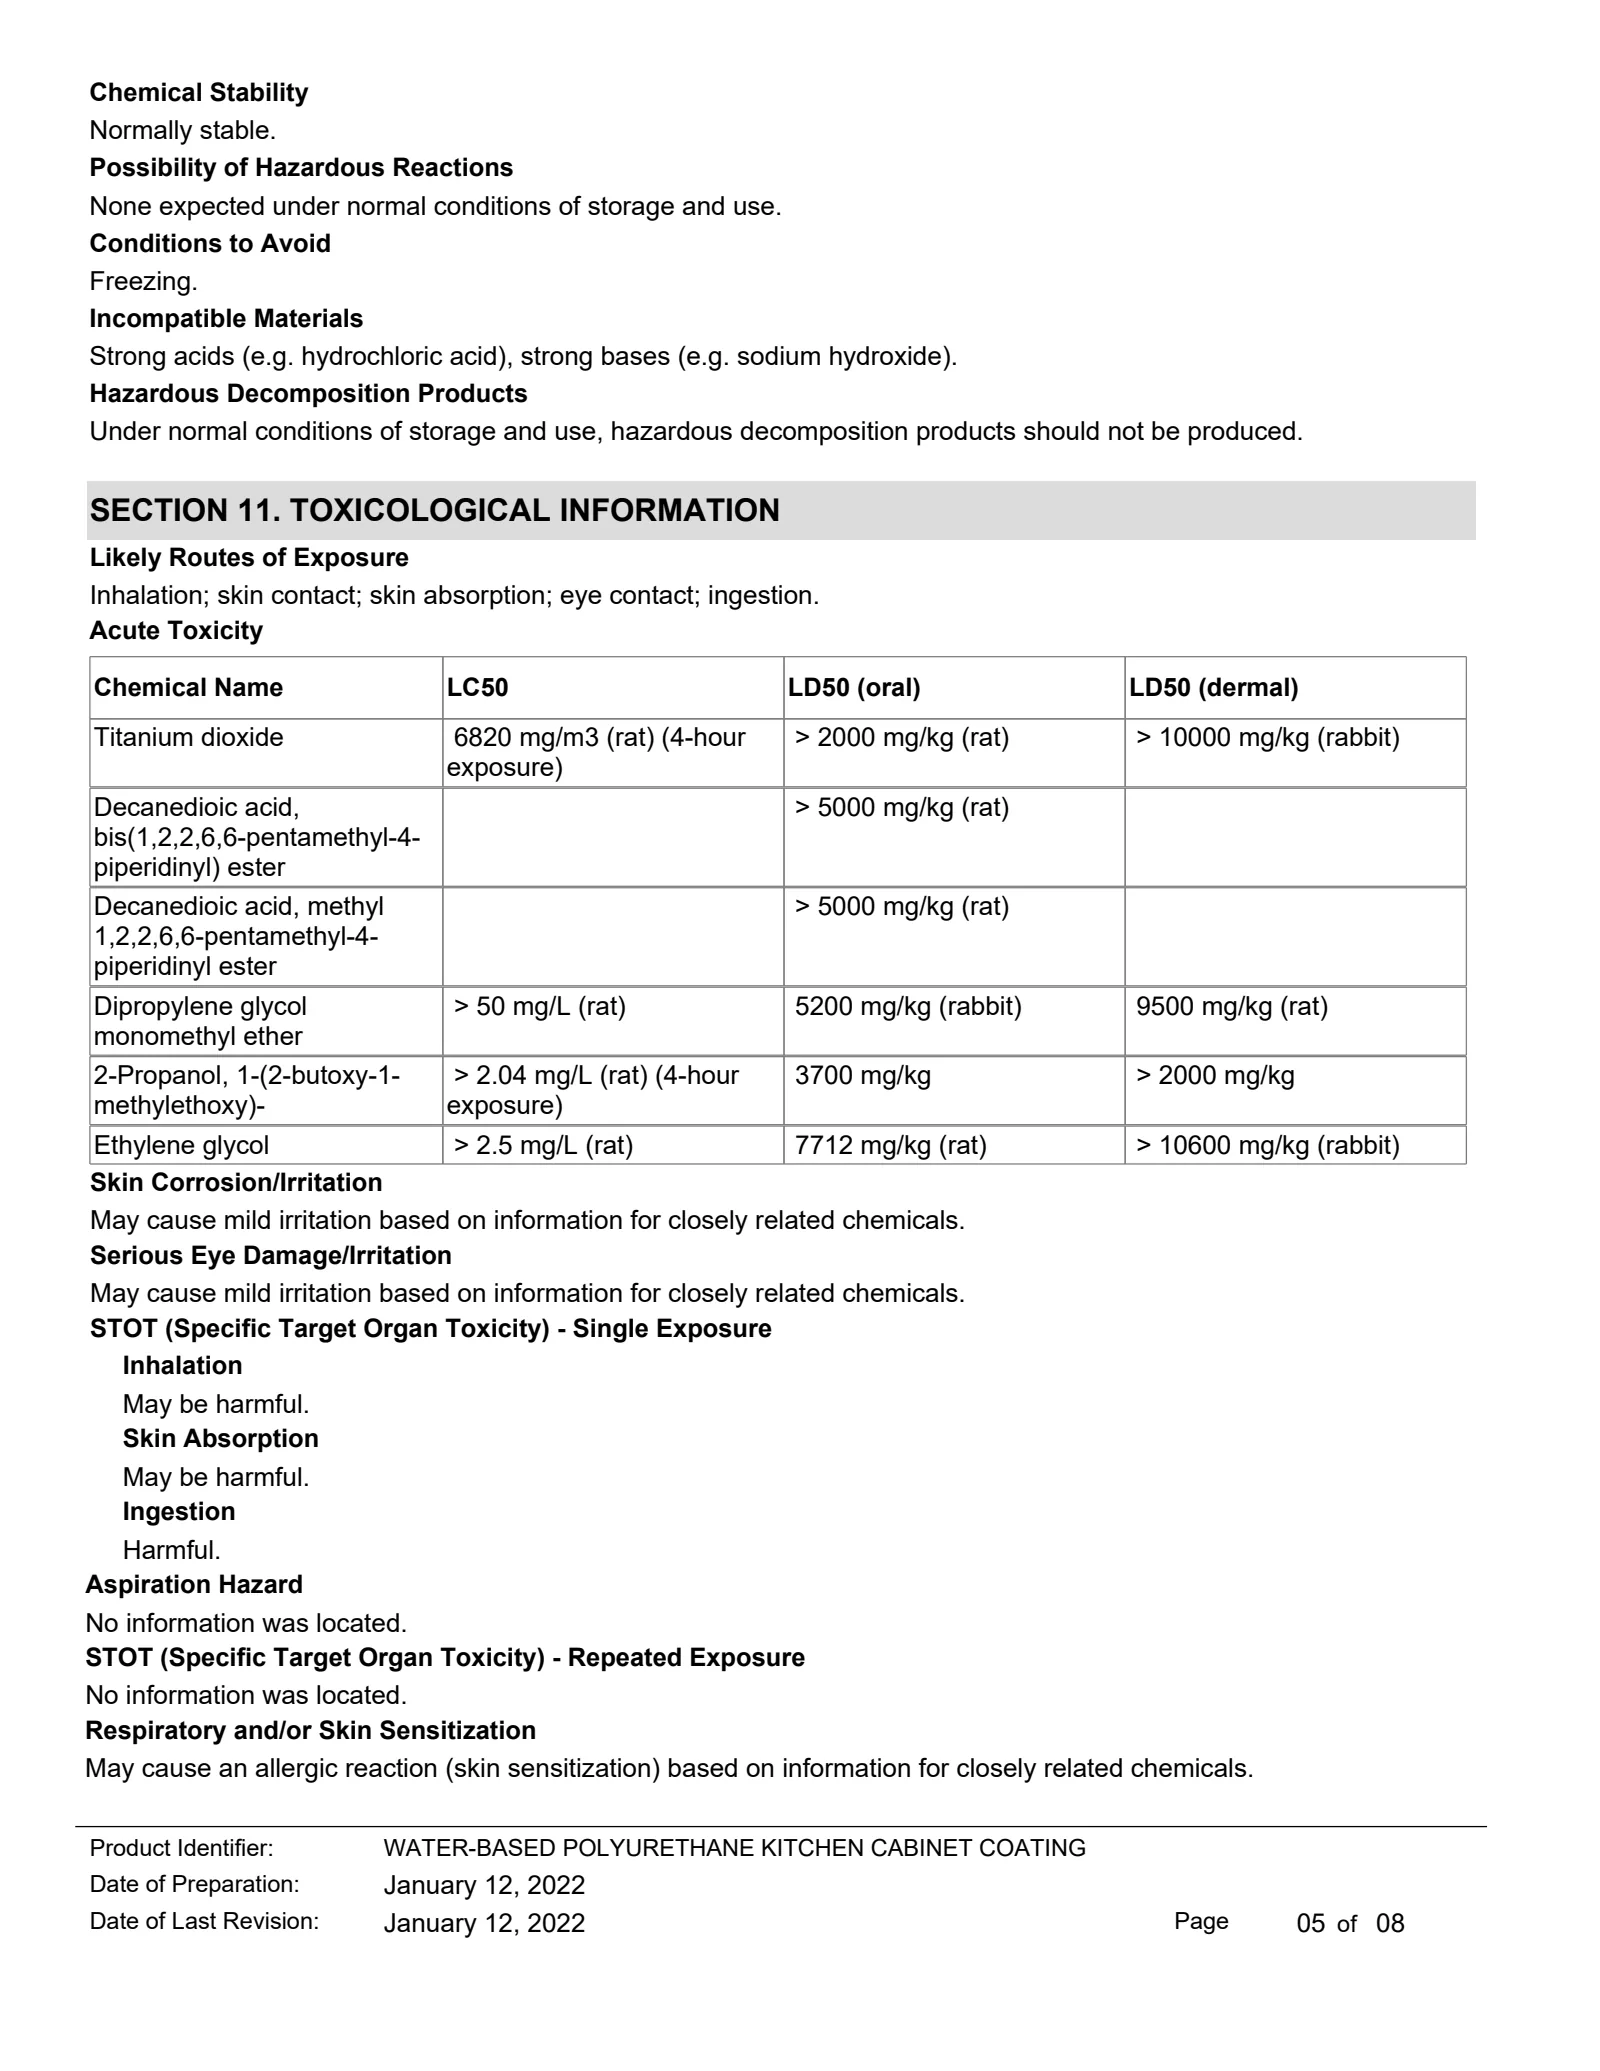 Chemical Stability
Normally stable.
Possibility of Hazardous Reactions
None expected under normal conditions of storage and use.
Conditions to Avoid
Freezing.
Incompatible Materials
Strong acids (e.g. hydrochloric acid), strong bases (e.g. sodium hydroxide).
Hazardous Decomposition Products
Under normal conditions of storage and use, hazardous decomposition products should not be produced.
SECTION 11. TOXICOLOGICAL INFORMATION
Likely Routes of Exposure
Inhalation; skin contact; skin absorption; eye contact; ingestion.
Acute Toxicity
Chemical Name LC50 LD50 (oral) LD50 (dermal)
Titanium dioxide 6820 mg/m3 (rat) (4-hour > 2000 mg/kg (rat) > 10000 mg/kg (rabbit)
exposure)
Decanedioic acid, > 5000 mg/kg (rat)
bis(1,2,2,6,6-pentamethyl-4-
piperidinyl) ester
Decanedioic acid, methyl > 5000 mg/kg (rat)
1,2,2,6,6-pentamethyl-4-
piperidinyl ester
Dipropylene glycol > 50 mg/L (rat) 5200 mg/kg (rabbit) 9500 mg/kg (rat)
monomethyl ether
2-Propanol, 1-(2-butoxy-1- > 2.04 mg/L (rat) (4-hour 3700 mg/kg > 2000 mg/kg
methylethoxy)- exposure)
Ethylene glycol > 2.5 mg/L (rat) 7712 mg/kg (rat) > 10600 mg/kg (rabbit)
Skin Corrosion/Irritation
May cause mild irritation based on information for closely related chemicals.
Serious Eye Damage/Irritation
May cause mild irritation based on information for closely related chemicals.
STOT (Specific Target Organ Toxicity) - Single Exposure
Inhalation
May be harmful.
Skin Absorption
May be harmful.
Ingestion
Harmful.
Aspiration Hazard
No information was located.
STOT (Specific Target Organ Toxicity) - Repeated Exposure
No information was located.
Respiratory and/or Skin Sensitization
May cause an allergic reaction (skin sensitization) based on information for closely related chemicals.
Product Identifier: WATER-BASED POLYURETHANE KITCHEN CABINET COATING
Date of Preparation: January 12, 2022
Date of Last Revision: January 12, 2022 Page 05 of 08